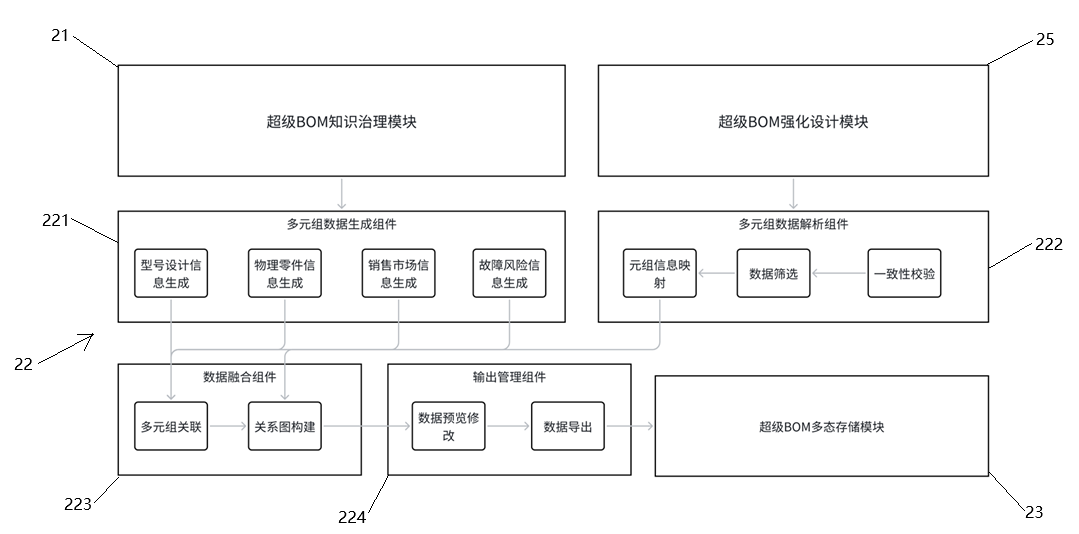 21
25
超级BOM知识治理模块
超级BOM强化设计模块
221
多元组数据生成组件
多元组数据解析组件
222
型号设计信
息生成
物理零件信
息生成
销售市场信
息生成
故障风险信
息生成
元组信息映
射
数据筛选
一致性校验
22
数据融合组件
输出管理组件
多元组关联
关系图构建
数据预览修
改
数据导出
超级BOM多态存储模块
223
224
23